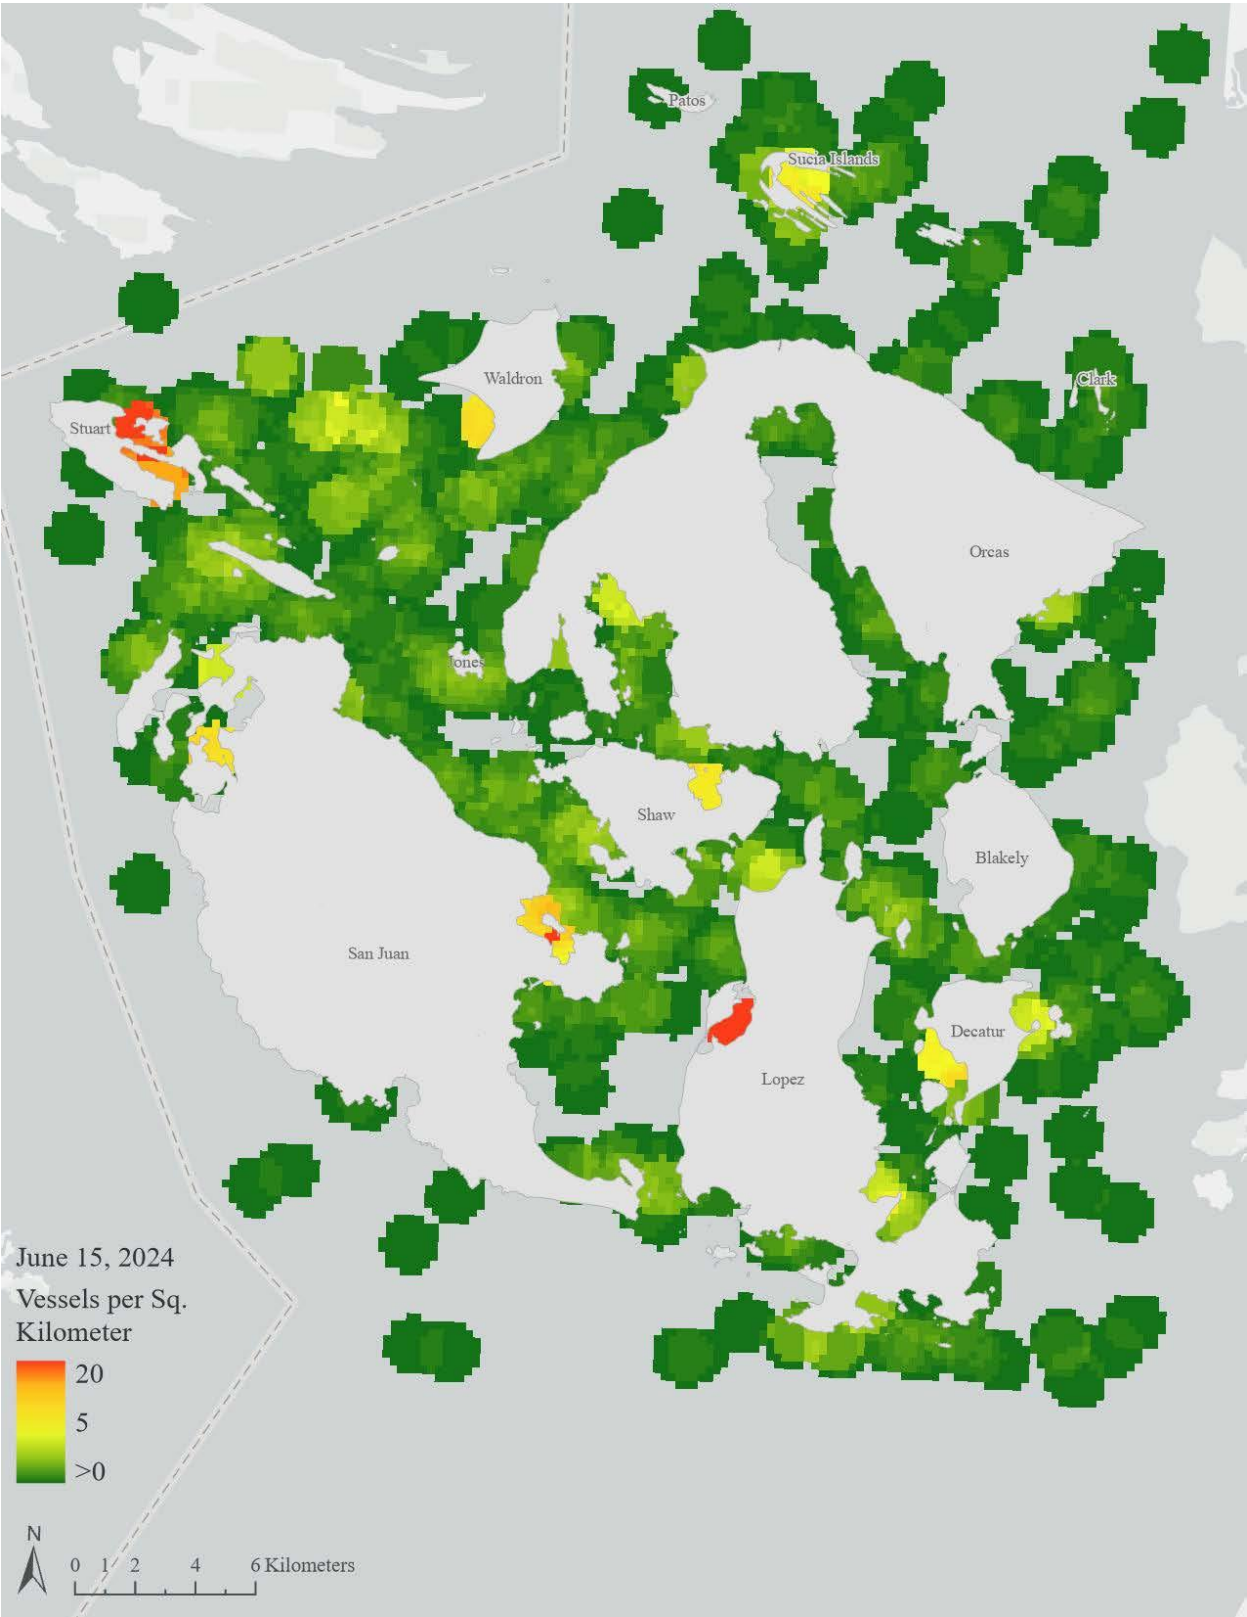 Patos
Sucia Islands
Waldron
Clark
Stuart
Orcas
Jones
Shaw
Blakely
San Juan
Decatur
Lopez
June 15, 2024
Vessels per Sq.
Kilometer
20
5
>0
N
0 1 2 4 6 Kilometers